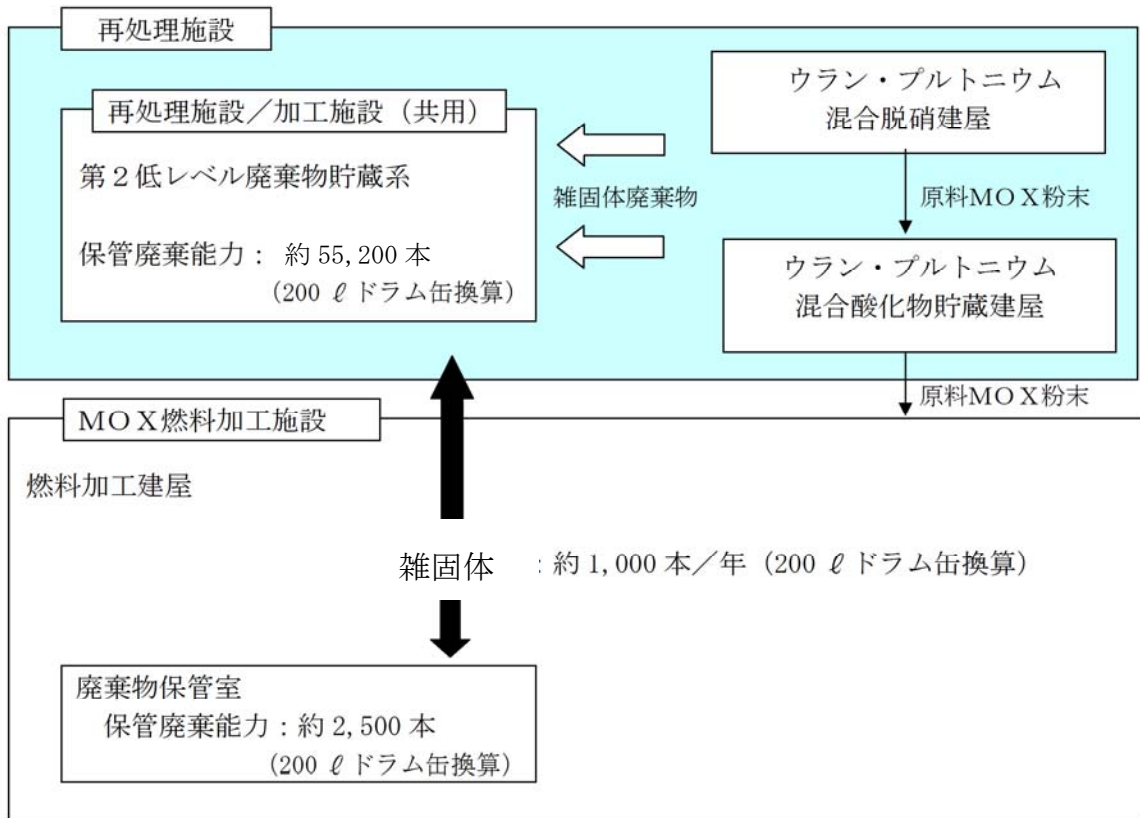 再処理施設
再処理施設／加工施設（共用）
第２低レベル廃棄物貯蔵系
保管廃棄能力： 約 55,200 本
（200 ℓ ドラム缶換算）
雑固体廃棄物
ウラン・プルトニウム
混合脱硝建屋
原料ＭＯＸ粉末
ウラン・プルトニウム
混合酸化物貯蔵建屋
原料ＭＯＸ粉末
ＭＯＸ燃料加工施設
燃料加工建屋
雑固体 ：約 1,000 本／年（200 ℓ ドラム缶換算）
廃棄物保管室
保管廃棄能力：約 2,500 本
（200 ℓ ドラム缶換算）